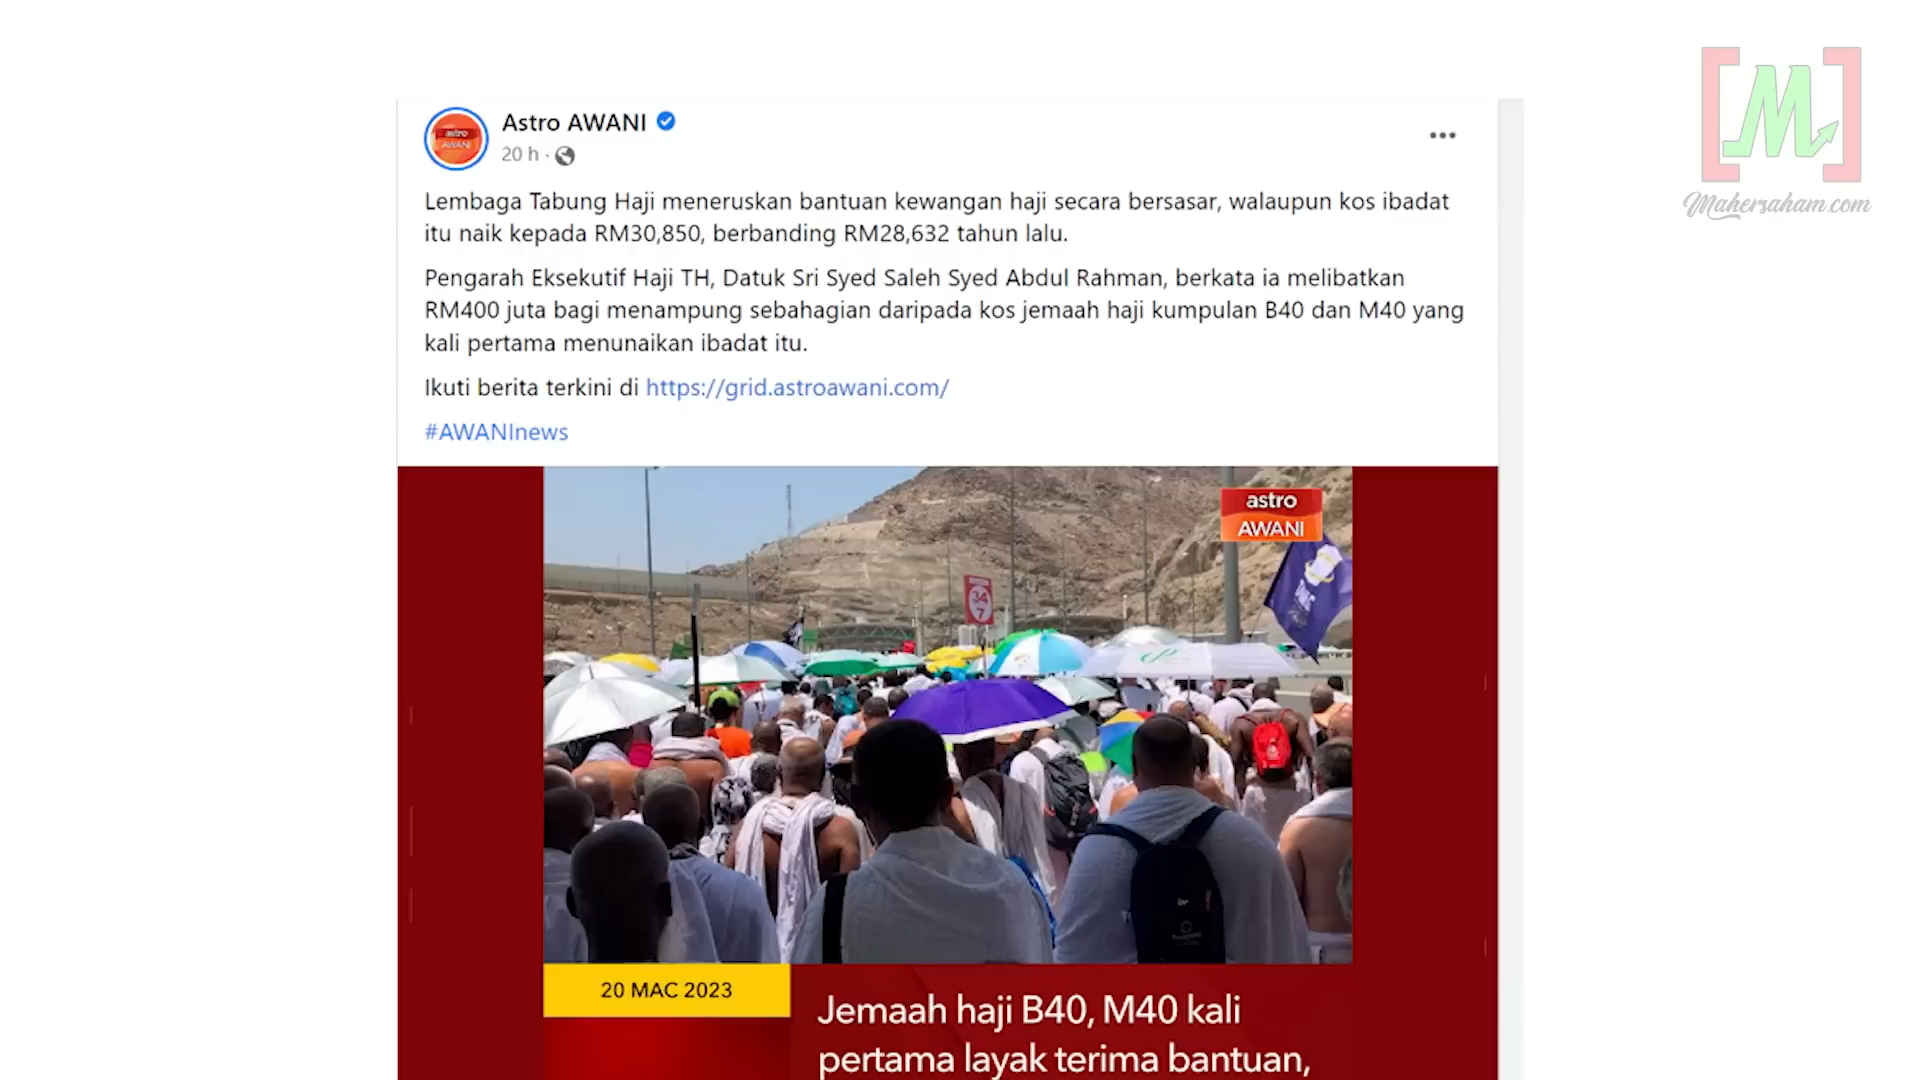 Astro AWANI
20 h ·
Lembaga Tabung Haji meneruskan bantuan kewangan haji secara bersasar, walaupun kos ibadat
itu naik kepada RM30,850, berbanding RM28,632 tahun lalu.
Pengarah Eksekutif Haji TH, Datuk Sri Syed Saleh Syed Abdul Rahman, berkata ia melibatkan
RM400 juta bagi menampung sebahagian daripada kos jemaah haji kumpulan B40 dan M40 yang
kali pertama menunaikan ibadat itu.
Ikuti berita terkini di https://grid.astroawani.com/
#AWANInews
M
Mahersaham.com
astro
AWANI
astro
AWANI
34
7
20 MAC 2023
Jemaah haji B40, M40 kali
pertama layak terima bantuan,